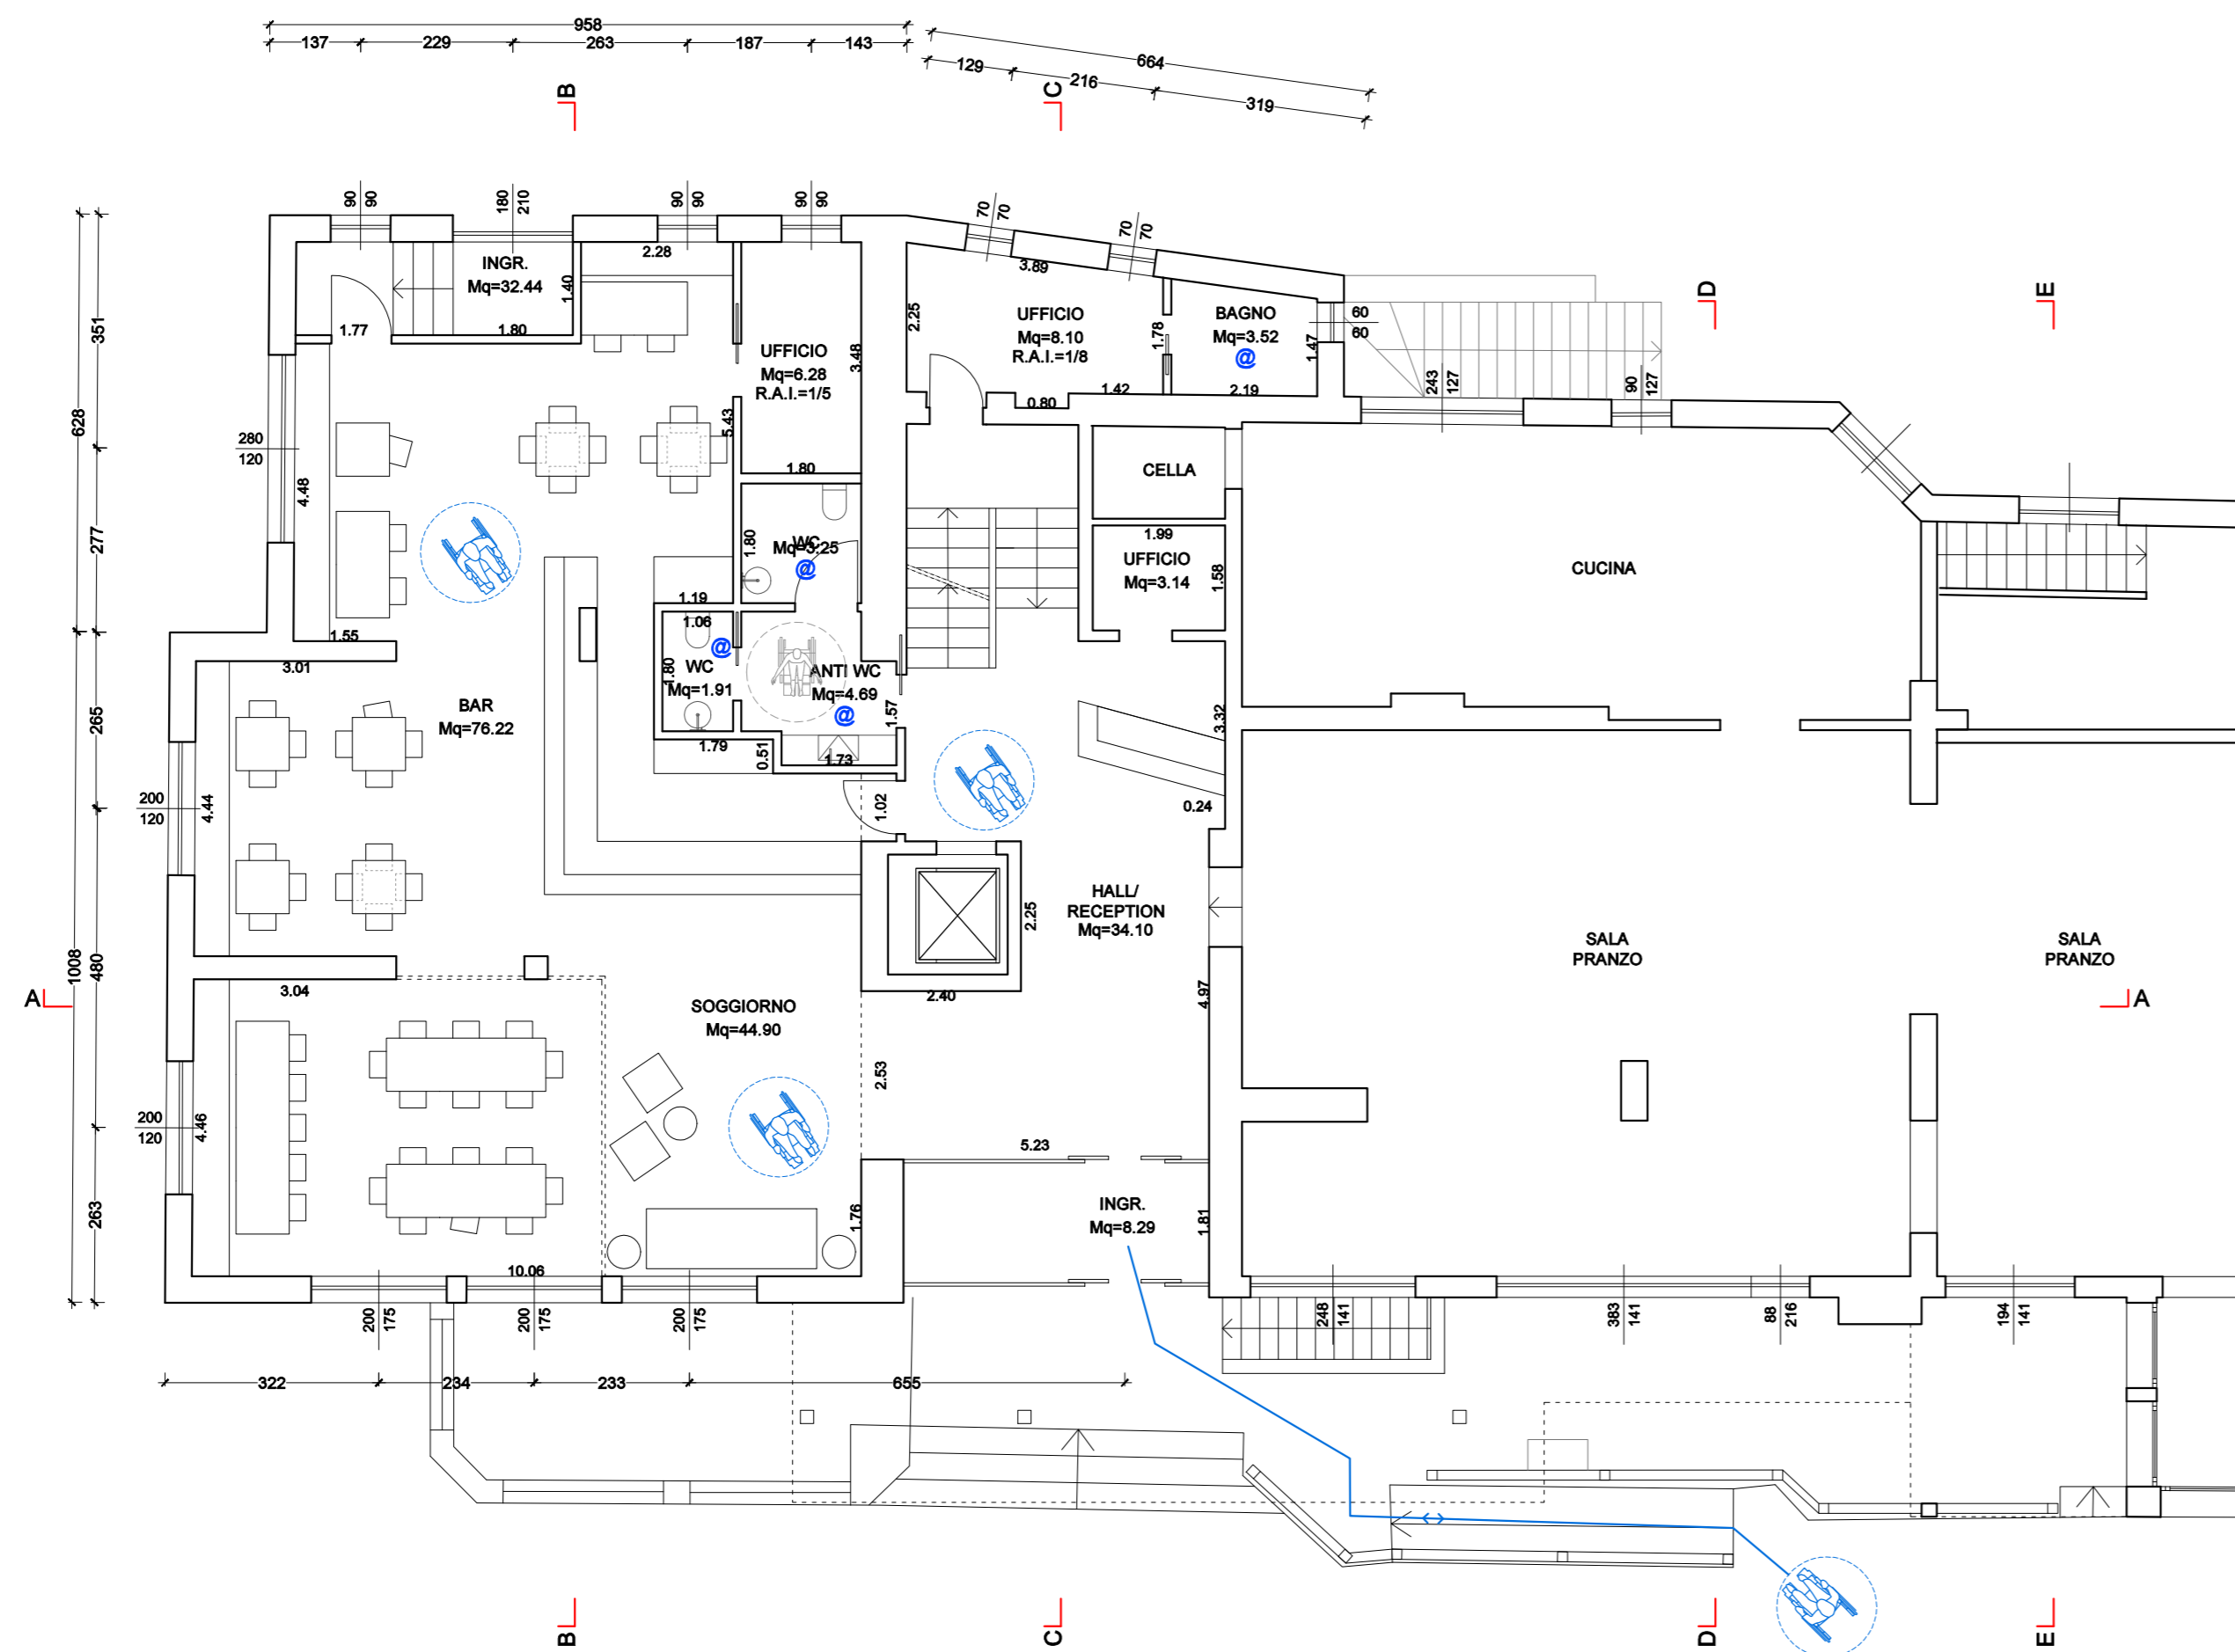 958
137 229 263 187 143
664
129 216 319
B
C
90 90
180 210
90 90
90 90
70 70
70 70
INGR.
Mq=32.44
1.40
2.28
1.77
1.80
3.89
2.25
UFFICIO
Mq=8.10
R.A.I.=1/8
1.78
BAGNO
Mq=3.52
@
1.47
60
60
D
E
351
628
UFFICIO
Mq=6.28
R.A.I.=1/5
3.48
5.43
1.42
0.80
2.19
243 127
90 127
280
120
4.48
1.80
CELLA
277
1.80
WC
Mq=3.25
@
1.99
UFFICIO
Mq=3.14
1.58
CUCINA
1.19
1.06
1.55
3.01
@
1.80
WC
Mq=1.91
ANTI WC
Mq=4.69
@
1.57
265
BAR
Mq=76.22
3.32
1.79
0.51
1.73
200
120
4.44
1.02
0.24
HALL/
RECEPTION
Mq=34.10
2.25
1008
480
SALA
PRANZO
SALA
PRANZO
A
3.04
2.40
4.97
A
SOGGIORNO
Mq=44.90
2.53
200
120
4.46
5.23
263
INGR.
Mq=8.29
1.76
1.81
10.06
200 175
200 175
200 175
248 141
383 141
88 216
194 141
322 234 233 655
B
C
D
E